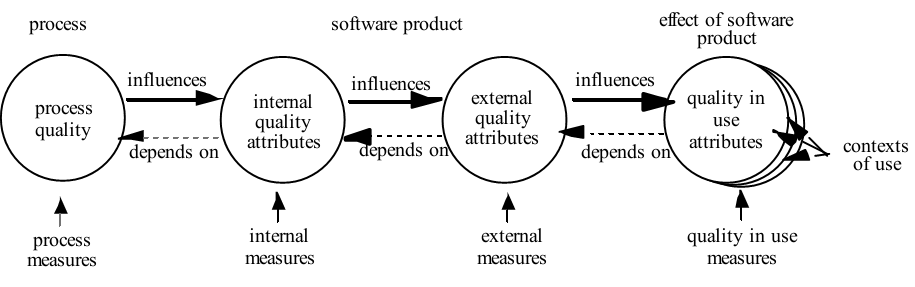 process
software product
effect of software
product
influences
influences
influences
process
quality
internal
quality
attributes
external
quality
attributes
quality in
use
attributes
depends on
depends on
depends on
contexts
of use
process
measures
internal
measures
external
measures
quality in use
measures